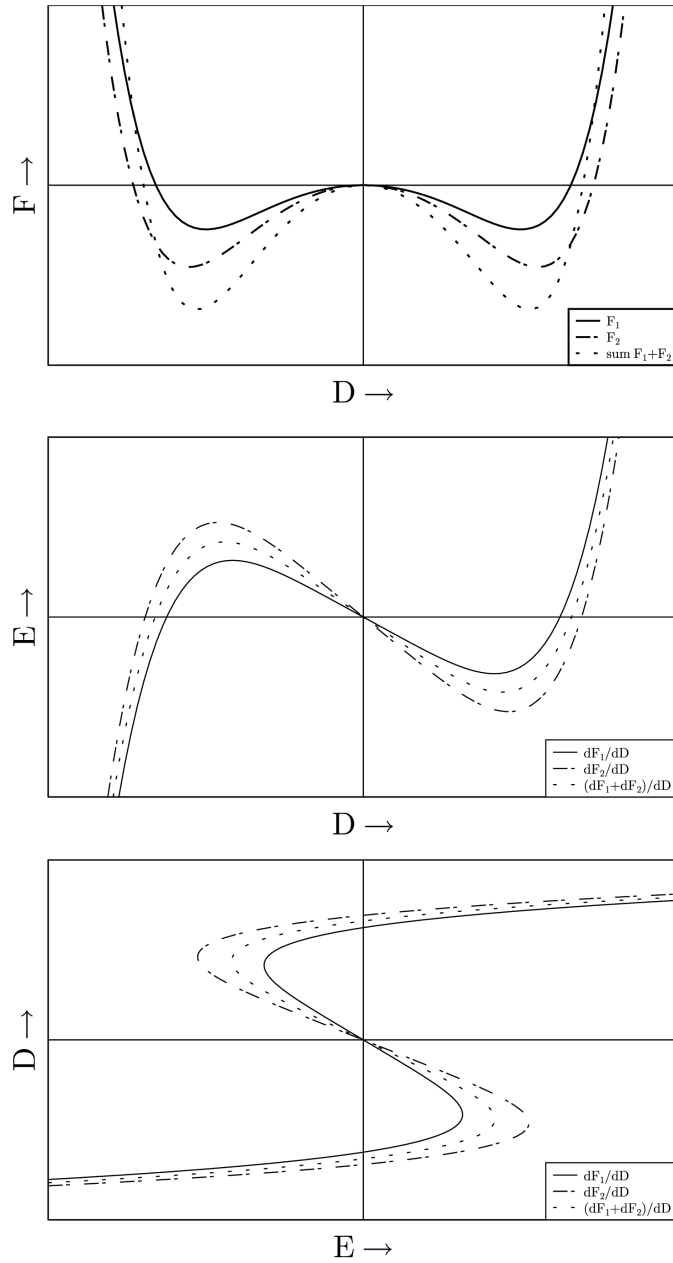 F →
F₁
F₂
sum F₁+F₂
D →
E →
dF₁/dD
dF₂/dD
(dF₁+dF₂)/dD
D →
D →
dF₁/dD
dF₂/dD
(dF₁+dF₂)/dD
E →